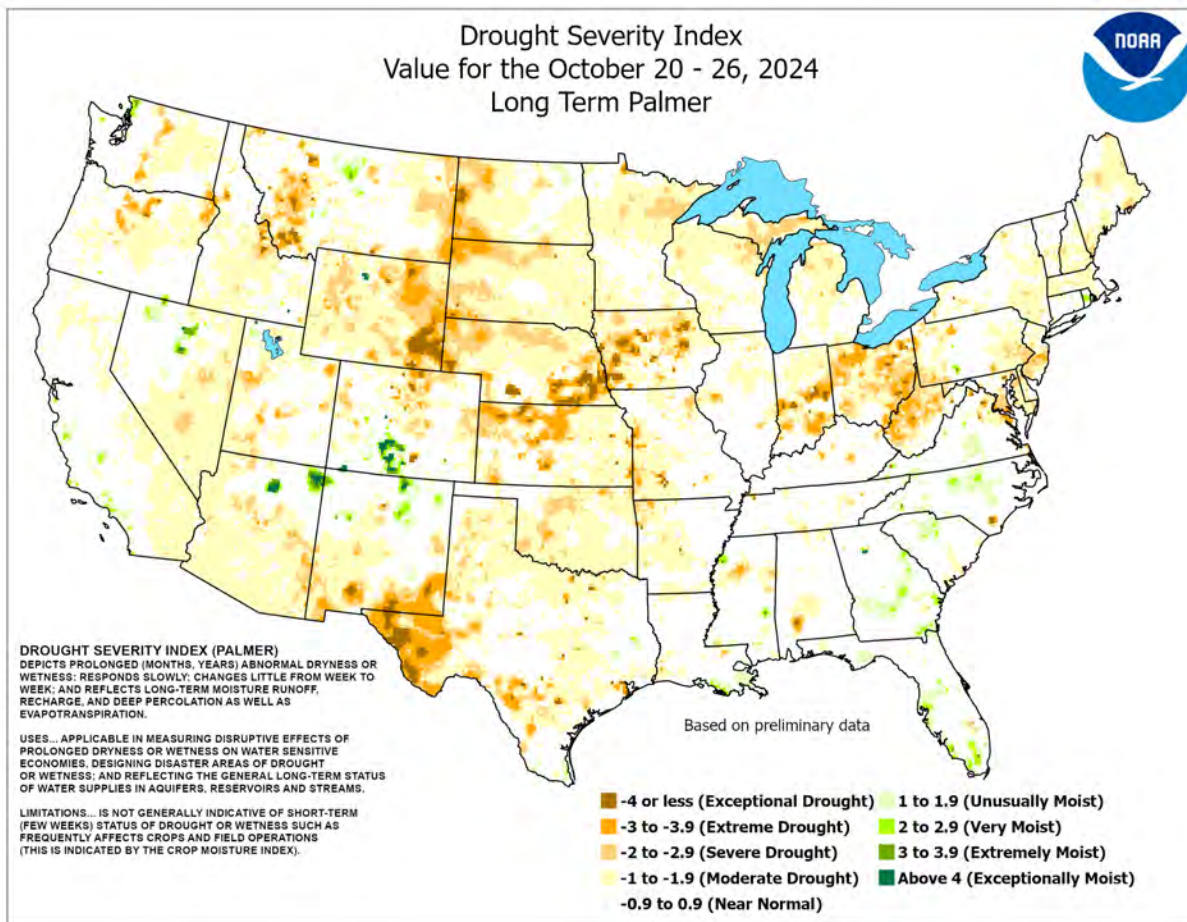 Drought Severity Index
Value for the October 20 - 26, 2024
Long Term Palmer
NOAA
DROUGHT SEVERITY INDEX (PALMER)
DEPICTS PROLONGED (MONTHS, YEARS) ABNORMAL DRYNESS OR
WETNESS: RESPONDS SLOWLY; CHANGES LITTLE FROM WEEK TO
WEEK; AND REFLECTS LONG-TERM MOISTURE RUNOFF,
RECHARGE, AND DEEP PERCOLATION AS WELL AS
EVAPOTRANSPIRATION.
USES... APPLICABLE IN MEASURING DISRUPTIVE EFFECTS OF
PROLONGED DRYNESS OR WETNESS ON WATER SENSITIVE
ECONOMIES, DESIGNING DISASTER AREAS OF DROUGHT
OR WETNESS; AND REFLECTING THE GENERAL LONG-TERM STATUS
OF WATER SUPPLIES IN AQUIFERS, RESERVOIRS AND STREAMS.
LIMITATIONS... IS NOT GENERALLY INDICATIVE OF SHORT-TERM
(FEW WEEKS) STATUS OF DROUGHT OR WETNESS SUCH AS
FREQUENTLY AFFECTS CROPS AND FIELD OPERATIONS
(THIS IS INDICATED BY THE CROP MOISTURE INDEX).
Based on preliminary data
-4 or less (Exceptional Drought)
-3 to -3.9 (Extreme Drought)
-2 to -2.9 (Severe Drought)
-1 to -1.9 (Moderate Drought)
-0.9 to 0.9 (Near Normal)
1 to 1.9 (Unusually Moist)
2 to 2.9 (Very Moist)
3 to 3.9 (Extremely Moist)
Above 4 (Exceptionally Moist)